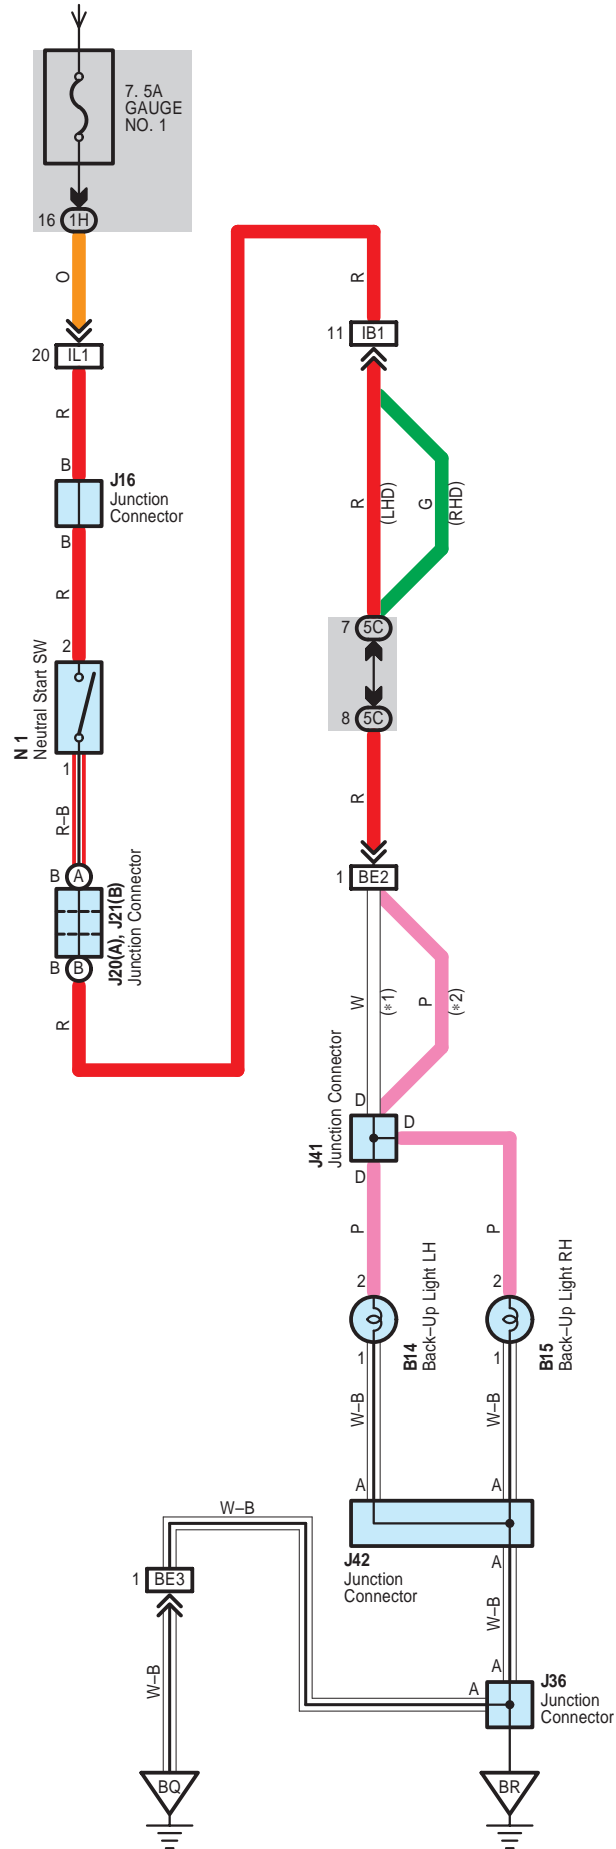 7. 5A
GAUGE
NO. 1
16 1H
O
20 IL1
R
B
J16
Junction
Connector
B
R
2
N 1
Neutral Start SW
1
R–B
B A
J20(A), J21(B)
Junction Connector
B B
R
R
11 IB1
R
(LHD)
G
(RHD)
7 5C
8 5C
R
1 BE2
W
(∗1)
P
(∗2)
D
D
J41
Junction Connector
D
P
P
2
2
B14
Back–Up Light LH
B15
Back–Up Light RH
1
1
W–B
W–B
A
A
W–B
J42
Junction
Connector
A
1 BE3
W–B
W–B
A
A
J36
Junction
Connector
BQ
BR